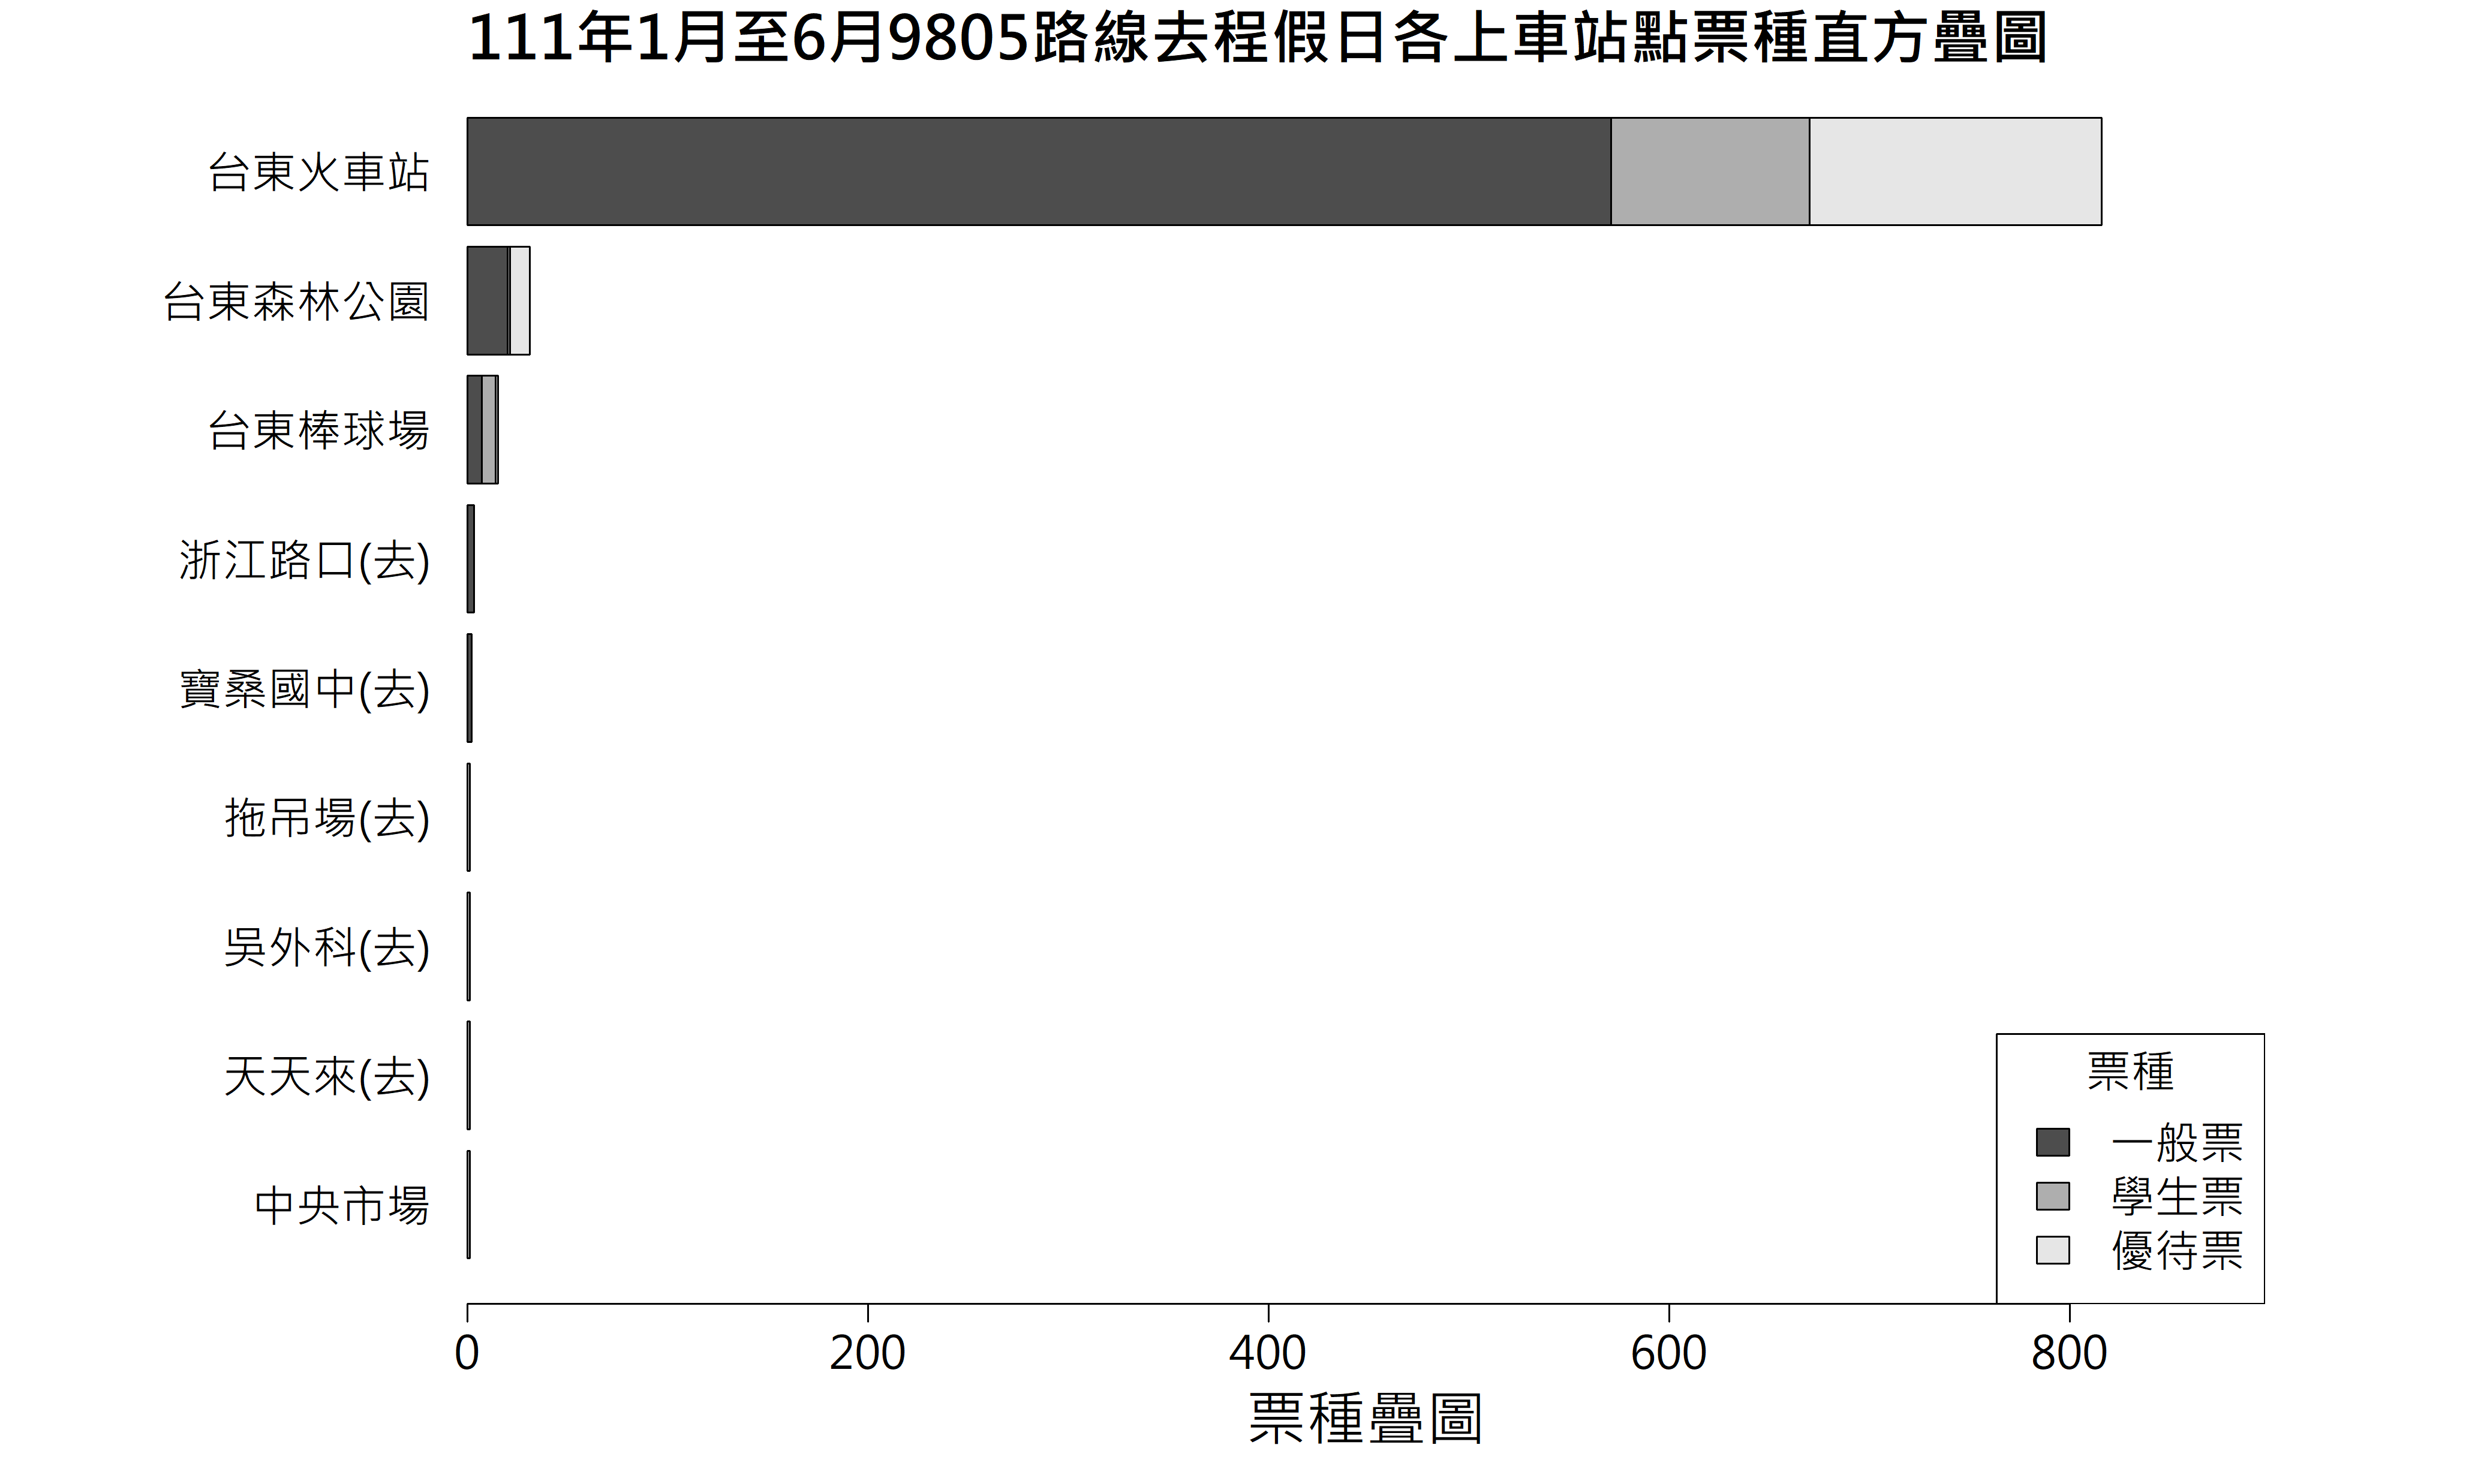 111年1月至6月9805路線去程假日各上車站點票種直方疊圖
台東火車站
台東森林公園
台東棒球場
浙江路口(去)
寶桑國中(去)
拖吊場(去)
吳外科(去)
天天來(去)
中央市場
票種
一般票
學生票
優待票
0 200 400 600 800
票種疊圖